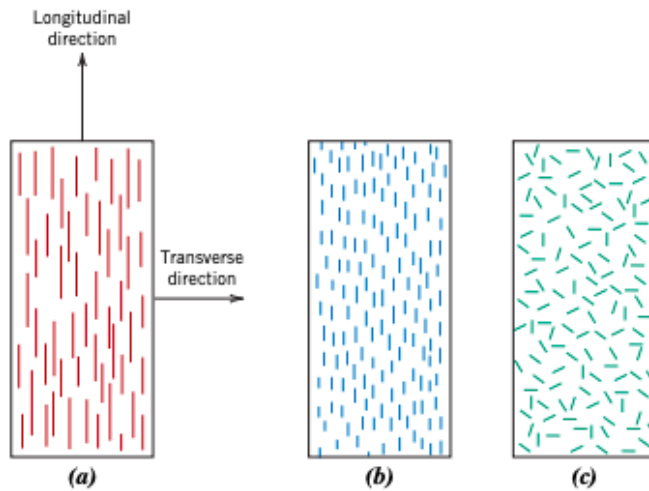 Longitudinal
direction
Transverse
direction
(a)
(b)
(c)